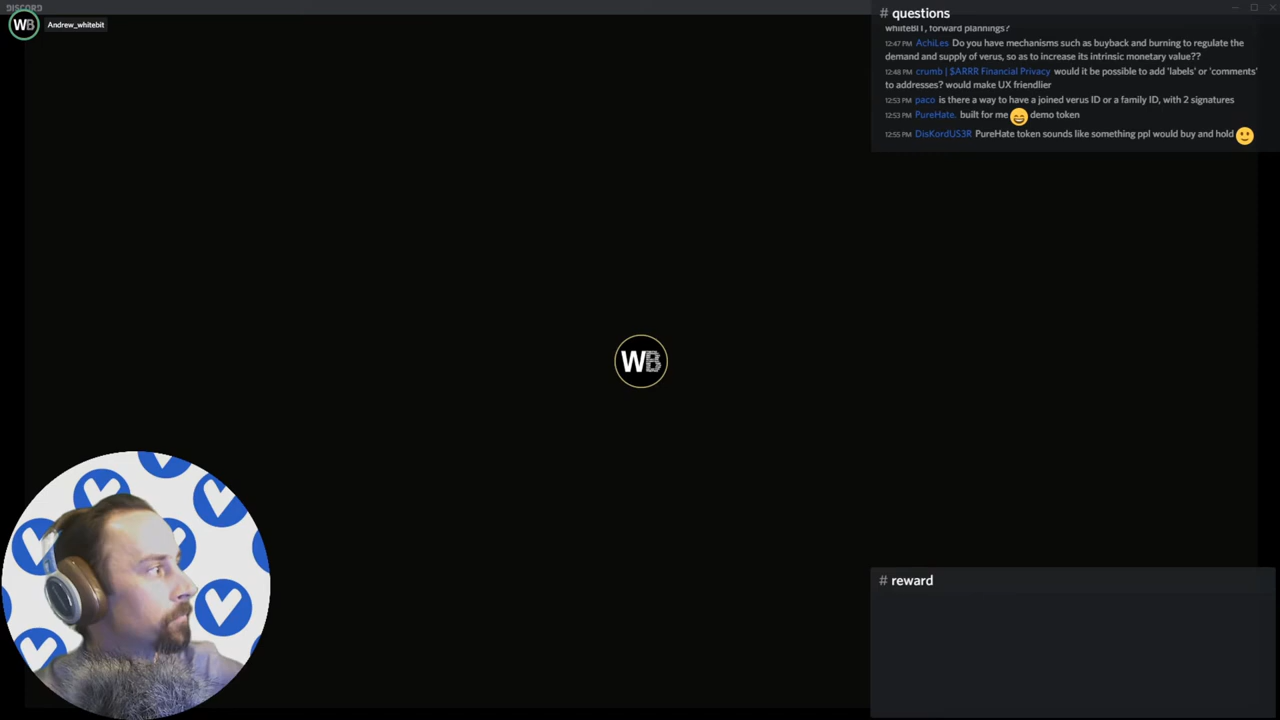 DISCORD
WB
Andrew_whitebit
# questions
whiteBIT, forward plannings?
12:47 PM AchiLes Do you have mechanisms such as buyback and burning to regulate the
demand and supply of verus, so as to increase its intrinsic monetary value??
12:48 PM crumb | $ARRR Financial Privacy would it be possible to add 'labels' or 'comments'
to addresses? would make UX friendlier
12:53 PM paco is there a way to have a joined verus ID or a family ID, with 2 signatures
12:53 PM PureHate. built for me demo token
12:55 PM DisKordUS3R PureHate token sounds like something ppl would buy and hold
WB
# reward